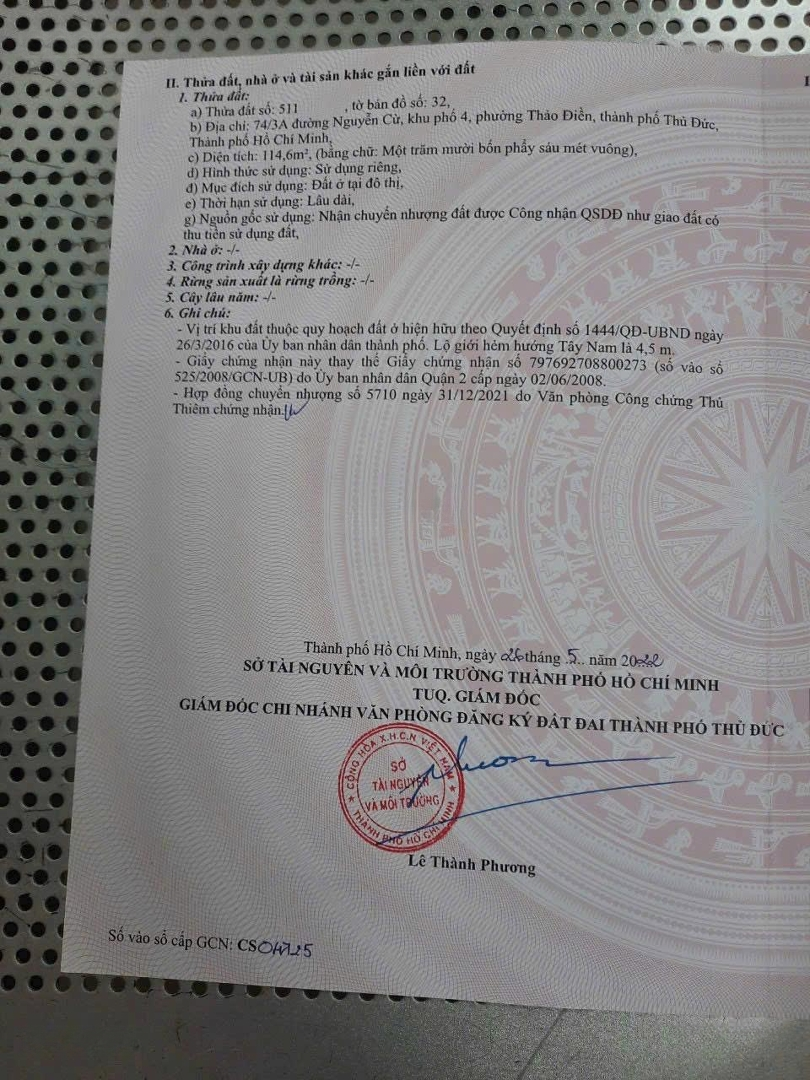 II. Thửa đất, nhà ở và tài sản khác gắn liền với đất
1. Thửa đất:
a) Thửa đất số: 511 , tờ bản đồ số: 32,
b) Địa chỉ: 74/3A đường Nguyễn Cừ, khu phố 4, phường Thảo Điền, thành phố Thủ Đức,
Thành phố Hồ Chí Minh,
c) Diện tích: 114,6m², (bằng chữ: Một trăm mười bốn phẩy sáu mét vuông),
d) Hình thức sử dụng: Sử dụng riêng,
đ) Mục đích sử dụng: Đất ở tại đô thị,
e) Thời hạn sử dụng: Lâu dài,
g) Nguồn gốc sử dụng: Nhận chuyển nhượng đất được Công nhận QSDĐ như giao đất có
thu tiền sử dụng đất,
2. Nhà ở: -/-
3. Công trình xây dựng khác: -/-
4. Rừng sản xuất là rừng trồng: -/-
5. Cây lâu năm: -/-
6. Ghi chú:
- Vị trí khu đất thuộc quy hoạch đất ở hiện hữu theo Quyết định số 1444/QĐ-UBND ngày
26/3/2016 của Ủy ban nhân dân thành phố. Lộ giới hẻm hướng Tây Nam là 4,5 m.
- Giấy chứng nhận này thay thế Giấy chứng nhận số 797692708800273 (số vào sổ
525/2008/GCN-UB) do Ủy ban nhân dân Quận 2 cấp ngày 02/06/2008.
- Hợp đồng chuyển nhượng số 5710 ngày 31/12/2021 do Văn phòng Công chứng Thủ
Thiêm chứng nhận.
Thành phố Hồ Chí Minh, ngày 26 tháng .5.. năm 2022
SỞ TÀI NGUYÊN VÀ MÔI TRƯỜNG THÀNH PHỐ HỒ CHÍ MINH
TUQ. GIÁM ĐỐC
GIÁM ĐỐC CHI NHÁNH VĂN PHÒNG ĐĂNG KÝ ĐẤT ĐAI THÀNH PHỐ THỦ ĐỨC
CỘNG HÒA X.H.C.N VIỆT NAM
SỞ
TÀI NGUYÊN
VÀ MÔI TRƯỜNG
THÀNH PHỐ HỒ CHÍ MINH
Lê Thành Phương
Số vào sổ cấp GCN: CS